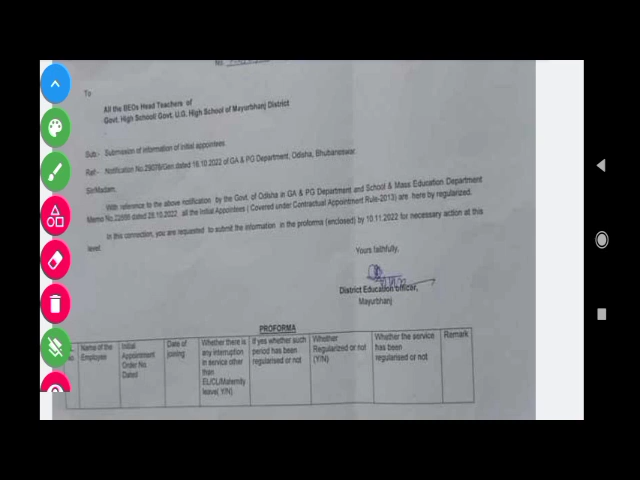 No.
To
All the BEOs Head Teachers of
Govt. High School/ Govt. U.G. High School of Mayurbhanj District
Sub:- Submission of information of initial appointees.
Ref:- Notification No.29076/Gen dated 16.10.2022 of GA & PG Department, Odisha, Bhubaneswar.
Sir/Madam,
With reference to the above notification by the Govt. of Odisha in GA & PG Department and School & Mass Education Department
Memo No. dated 25.10.2022 all the Initial Appointees ( Covered under Contractual Appointment Rule-2013) are here by regularized.
In this connection, you are requested to submit the information in the proforma (enclosed) by 10.11.2022 for necessary action at this
level.
Yours faithfully,
District Education officer,
Mayurbhanj
PROFORMA
No Name of the Employee Initial Appointment Order No. Dated Date of joining Whether there is any interruption in service other than EL/CL/Maternity leave( Y/N) If yes whether such period has been regularised or not Whether Regularized or not (Y/N) Whether the service has been regularised or not Remark